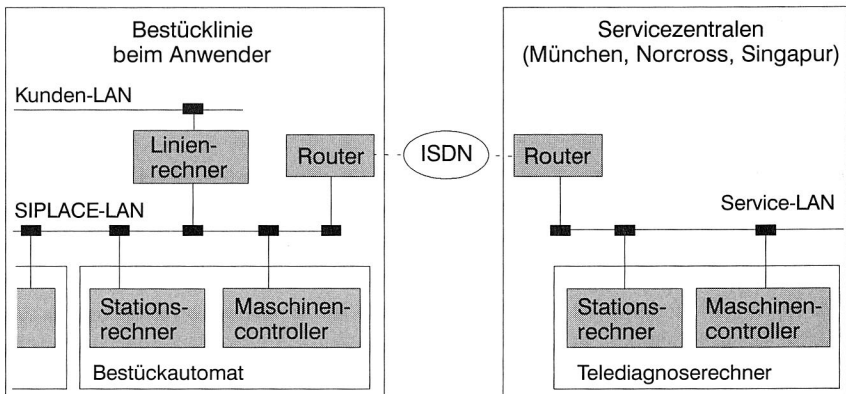 Bestücklinie
beim Anwender
Kunden-LAN
Linien-
rechner
Router
SIPLACE-LAN
Stations-
rechner
Maschinen-
controller
Bestückautomat
ISDN
Servicezentralen
(München, Norcross, Singapur)
Router
Service-LAN
Stations-
rechner
Maschinen-
controller
Telediagnoserechner